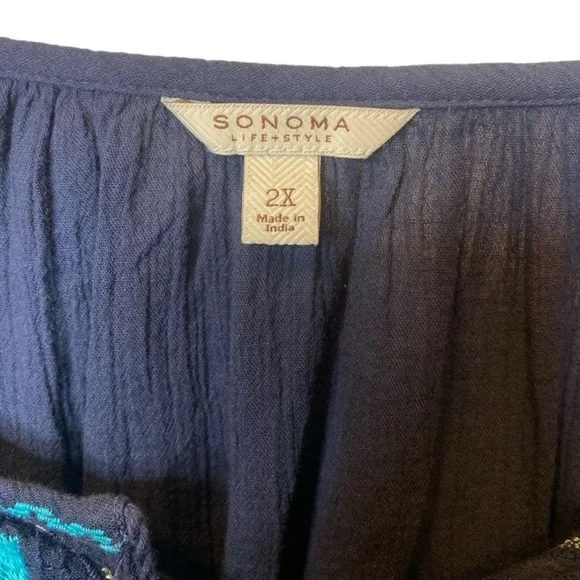 SONOMA
LIFE+STYLE
2X
Made in
India